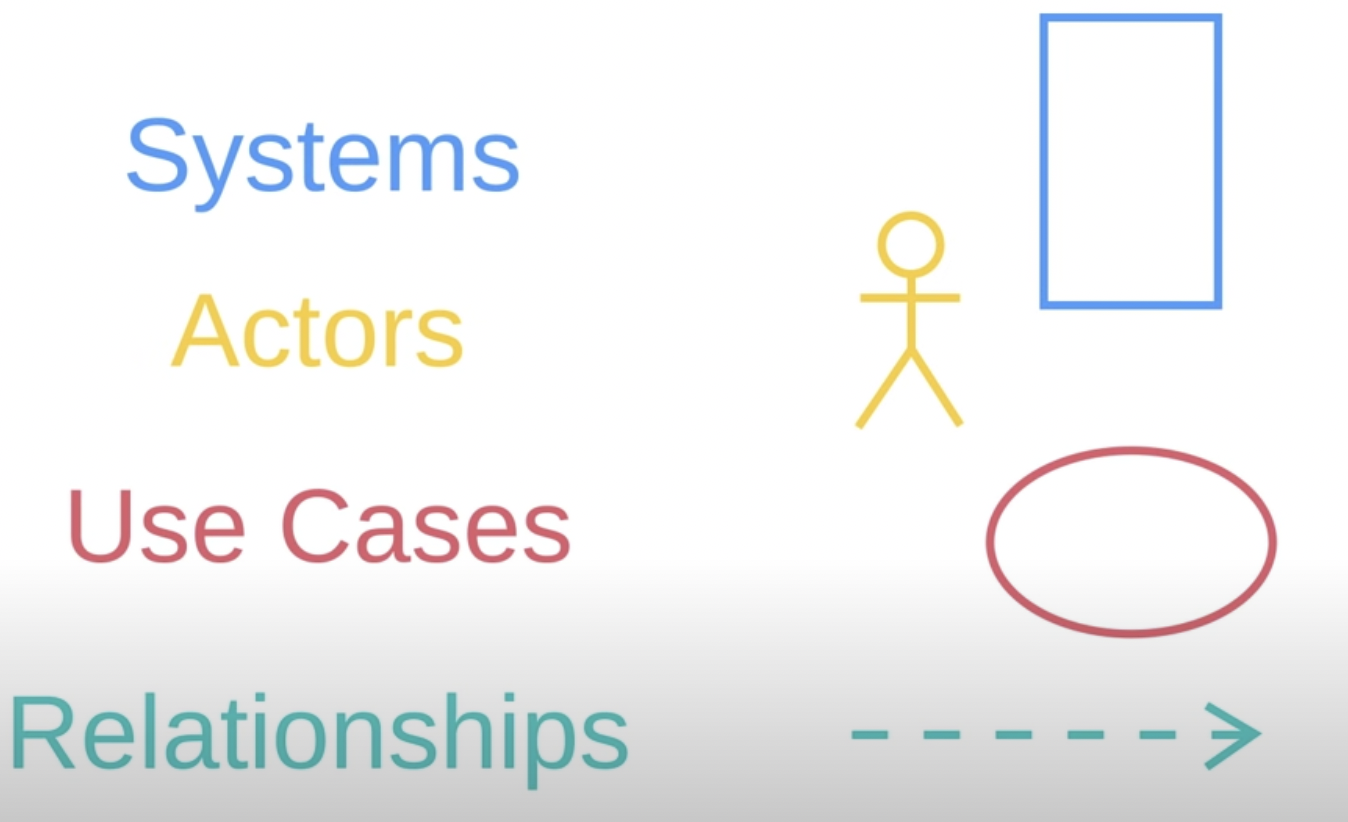 Systems
Actors
Use Cases
Relationships